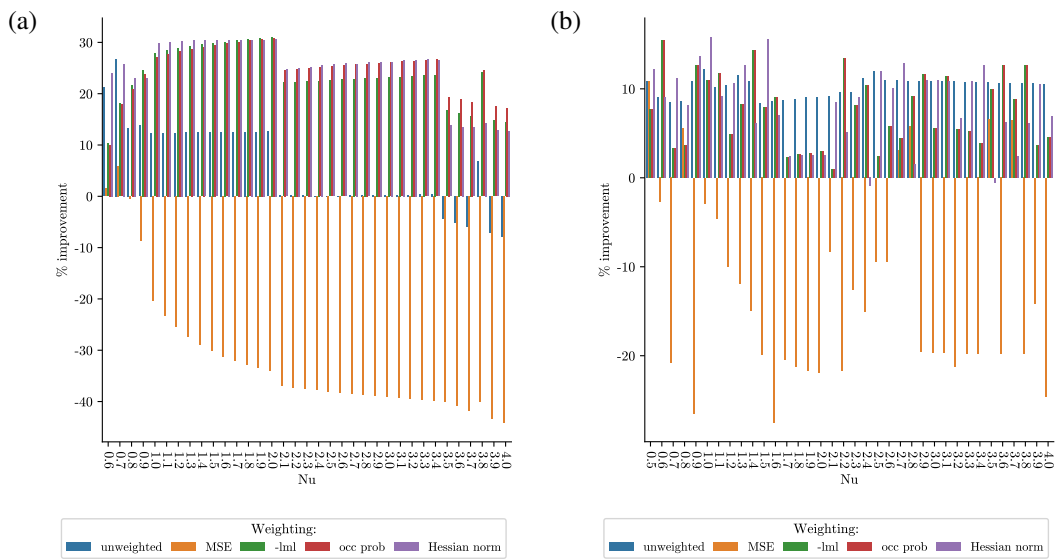 (a)
30
20
10
0
-10
-20
-30
-40
% improvement
0.6 0.7 0.8 0.9 1.0 1.1 1.2 1.3 1.4 1.5 1.6 1.7 1.8 1.9 2.0 2.1 2.2 2.3 2.4 2.5 2.6 2.7 2.8 2.9 3.0 3.1 3.2 3.3 3.4 3.5 3.6 3.7 3.8 3.9 4.0
Nu
Weighting:
unweighted MSE -lml occ prob Hessian norm
(b)
10
0
-10
-20
% improvement
0.5 0.6 0.7 0.8 0.9 1.0 1.1 1.2 1.3 1.4 1.5 1.6 1.7 1.8 1.9 2.0 2.1 2.2 2.3 2.4 2.5 2.6 2.7 2.8 2.9 3.0 3.1 3.2 3.3 3.4 3.5 3.6 3.7 3.8 3.9 4.0
Nu
Weighting:
unweighted MSE -lml occ prob Hessian norm